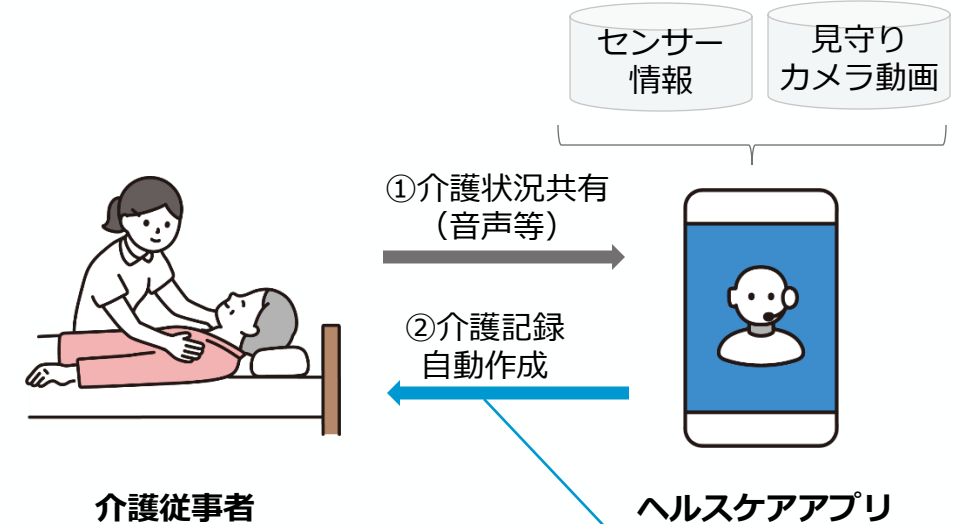 センサー
情報
見守り
カメラ動画
①介護状況共有
（音声等）
②介護記録
自動作成
介護従事者
ヘルスケアアプリ